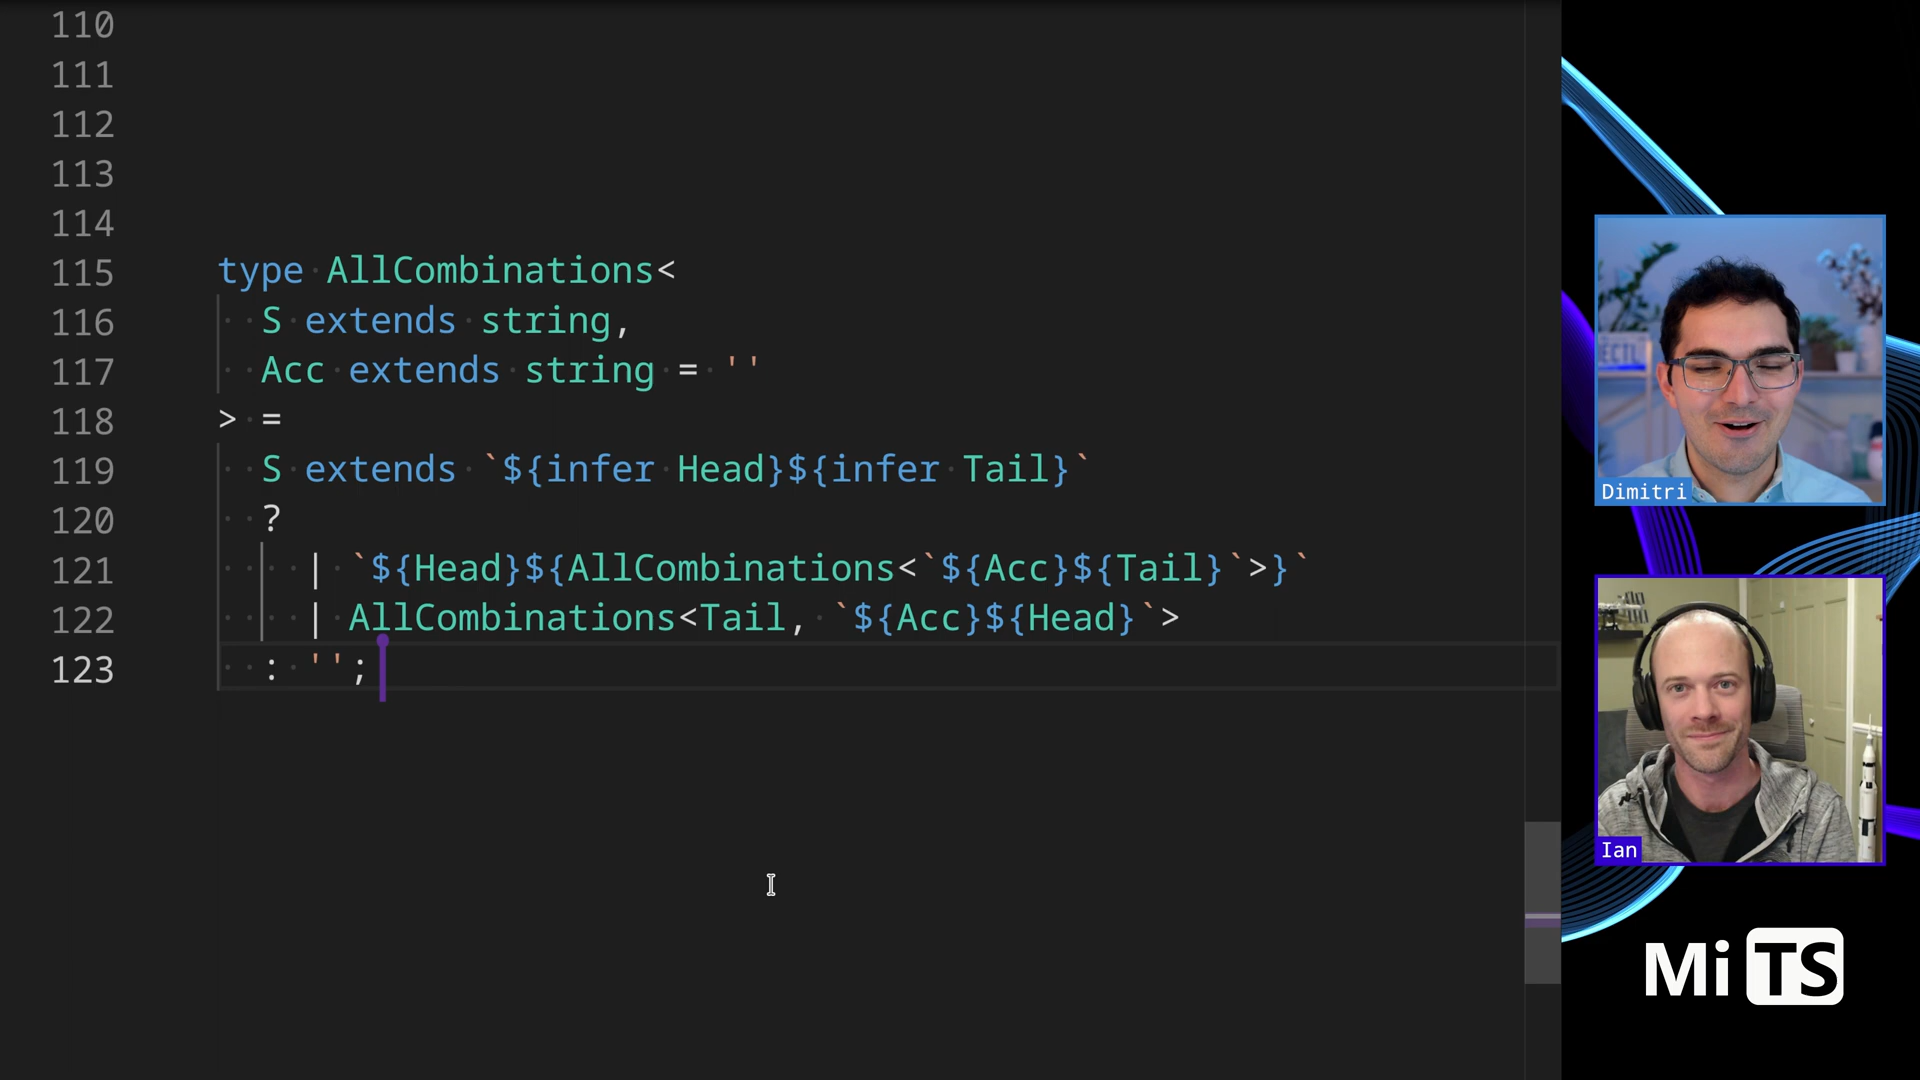 110
111
112
113
114
115 type AllCombinations<
116 S extends string,
117 Acc extends string = ''
118 > =
119 S extends `${infer Head}${infer Tail}`
120 ?
121 | `${Head}${AllCombinations<`${Acc}${Tail}`>}`
122 | AllCombinations<Tail, `${Acc}${Head}`>
123 : '';
ECTL
Dimitri
Ian
MiTS